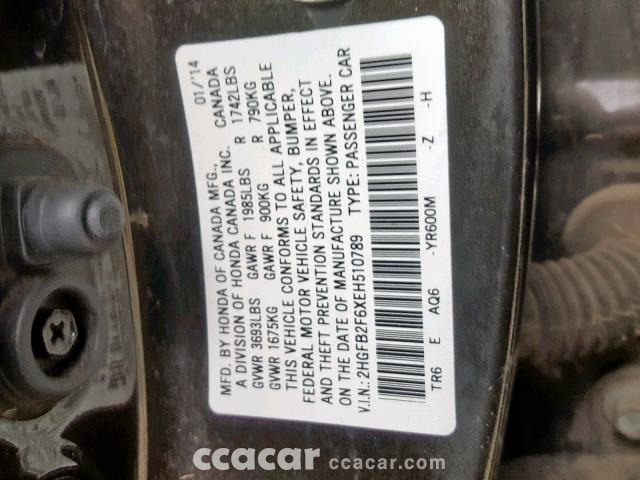 MFD. BY HONDA OF CANADA MFG., 01/'14
A DIVISION OF HONDA CANADA INC. CANADA
GVWR 3693LBS GAWR F 1985LBS R 1742LBS
GVWR 1675KG GAWR F 900KG R 790KG
THIS VEHICLE CONFORMS TO ALL APPLICABLE
FEDERAL MOTOR VEHICLE SAFETY, BUMPER,
AND THEFT PREVENTION STANDARDS IN EFFECT
ON THE DATE OF MANUFACTURE SHOWN ABOVE.
V.I.N.:2HGFB2F6XEH510789 TYPE: PASSENGER CAR
TR6 E AQ6 -YR600M -Z -H
ccacar ccacar.com